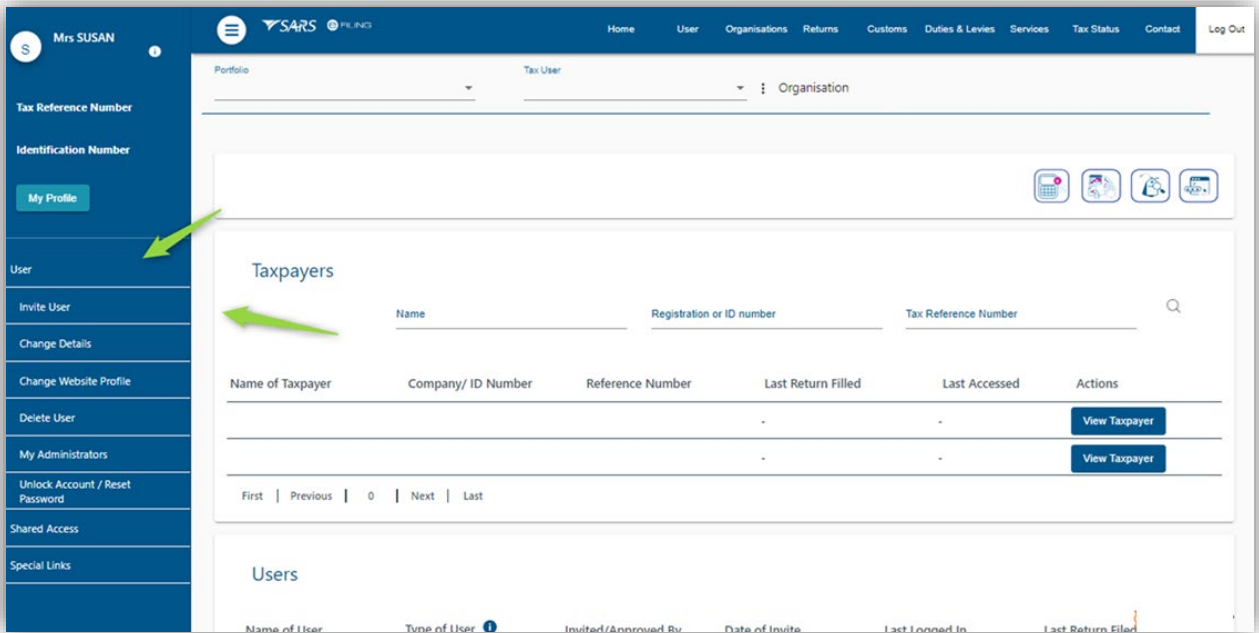 S
Mrs SUSAN
i
Tax Reference Number
Identification Number
My Profile
User
Invite User
Change Details
Change Website Profile
Delete User
My Administrators
Unlock Account / Reset
Password
Shared Access
Special Links
SARS e FILING
Home User Organisations Returns Customs Duties & Levies Services Tax Status Contact Log Out
Portfolio Tax User
Organisation
Taxpayers
Name Registration or ID number Tax Reference Number
Name of Taxpayer Company/ ID Number Reference Number Last Return Filled Last Accessed Actions
- - View Taxpayer
- - View Taxpayer
First | Previous | 0 | Next | Last
Users
Name of User Type of User i Invited/Approved By Date of Invite Last Logged In Last Return Filed